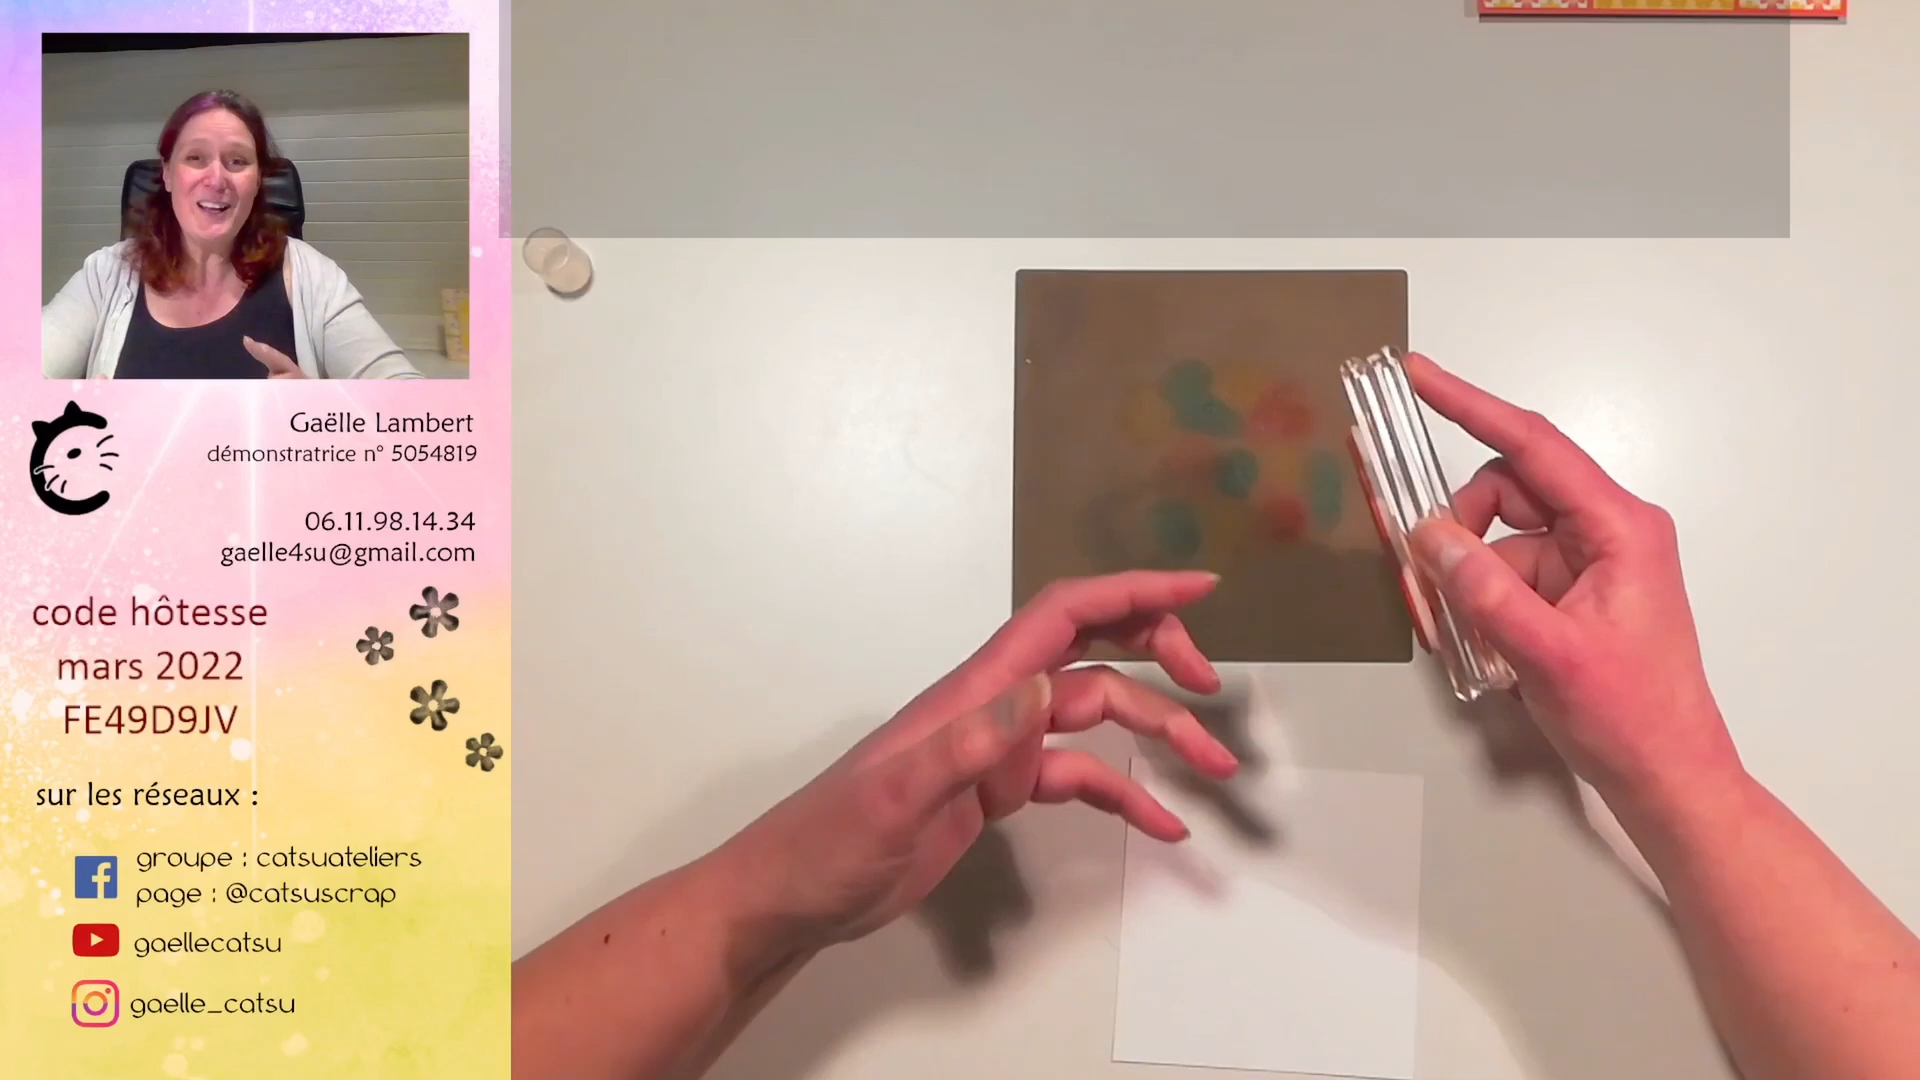 Gaëlle Lambert
démonstratrice n° 5054819
06.11.98.14.34
gaelle4su@gmail.com
code hôtesse
mars 2022
FE49D9JV
sur les réseaux :
groupe : catsuateliers
page : @catsuscrap
gaellecatsu
gaelle_catsu